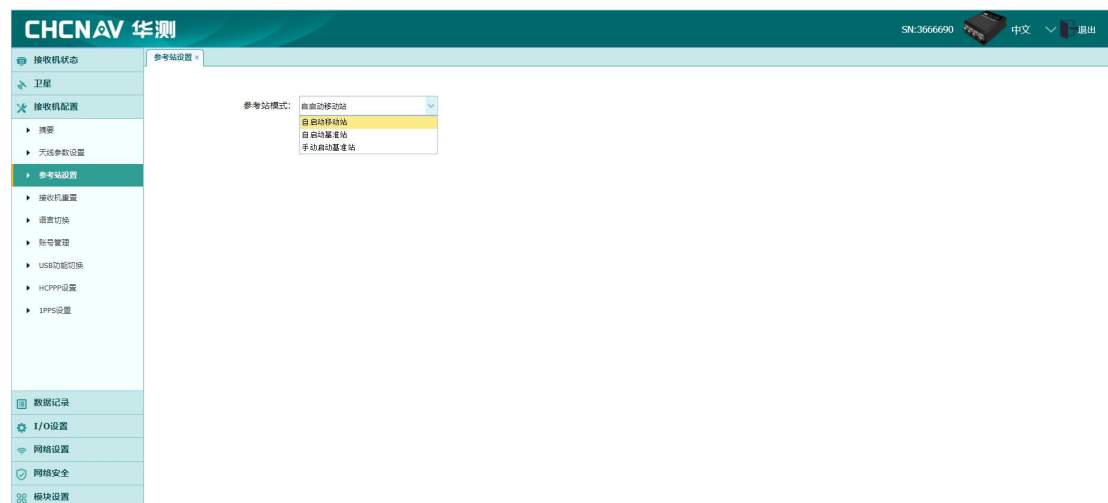 CHCNAV 华测
SN:3666690 中文 退出
接收机状态
参考站设置 ×
卫星
接收机配置
参考站模式: 自启动移动站
自启动移动站
自启动基准站
手动启动基准站
摘要
天线参数设置
参考站设置
接收机重置
语言切换
账号管理
USB功能切换
HCPPP设置
1PPS设置
数据记录
I/O设置
网络设置
网络安全
模块设置